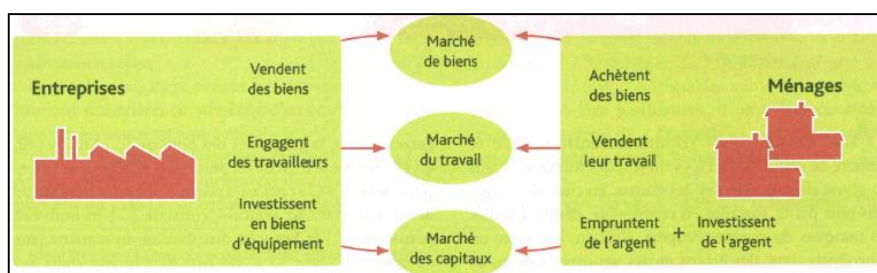 Entreprises
Vendent
des biens
Engagent
des travailleurs
Investissent
en biens
d'équipement
Marché
de biens
Marché
du travail
Marché
des capitaux
Achètent
des biens
Vendent
leur travail
Empruntent
de l'argent
+
Investissent
de l'argent
Ménages